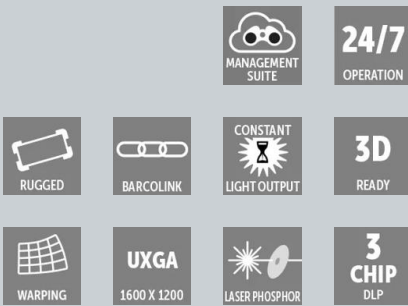 MANAGEMENT
SUITE
24/7
OPERATION
RUGGED
BARCOLINK
CONSTANT
LIGHT OUTPUT
3D
READY
WARPING
UXGA
1600 X 1200
LASER PHOSPHOR
3
CHIP
DLP